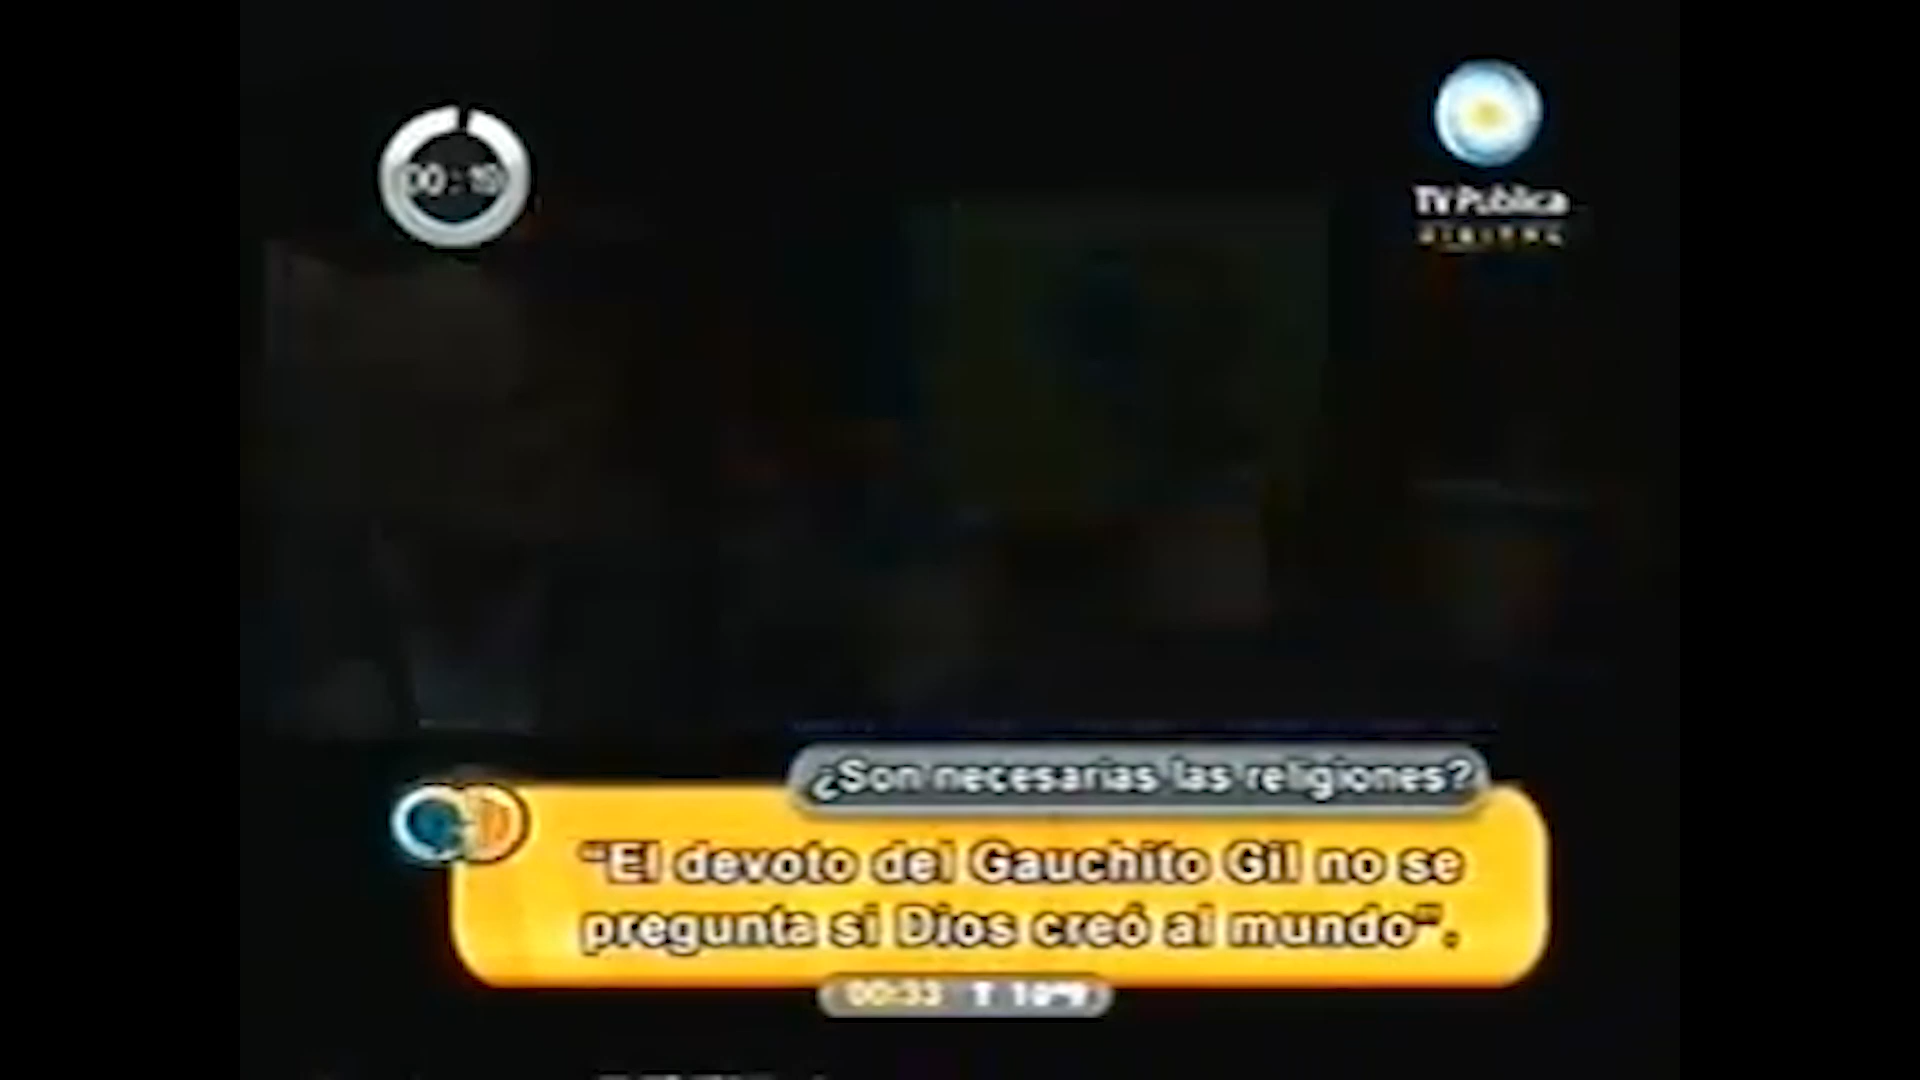 00:10
TV Pública
DIGITAL
¿Son necesarias las religiones?
"El devoto del Gauchito Gil no se
pregunta si Dios creó al mundo".
00:33 T